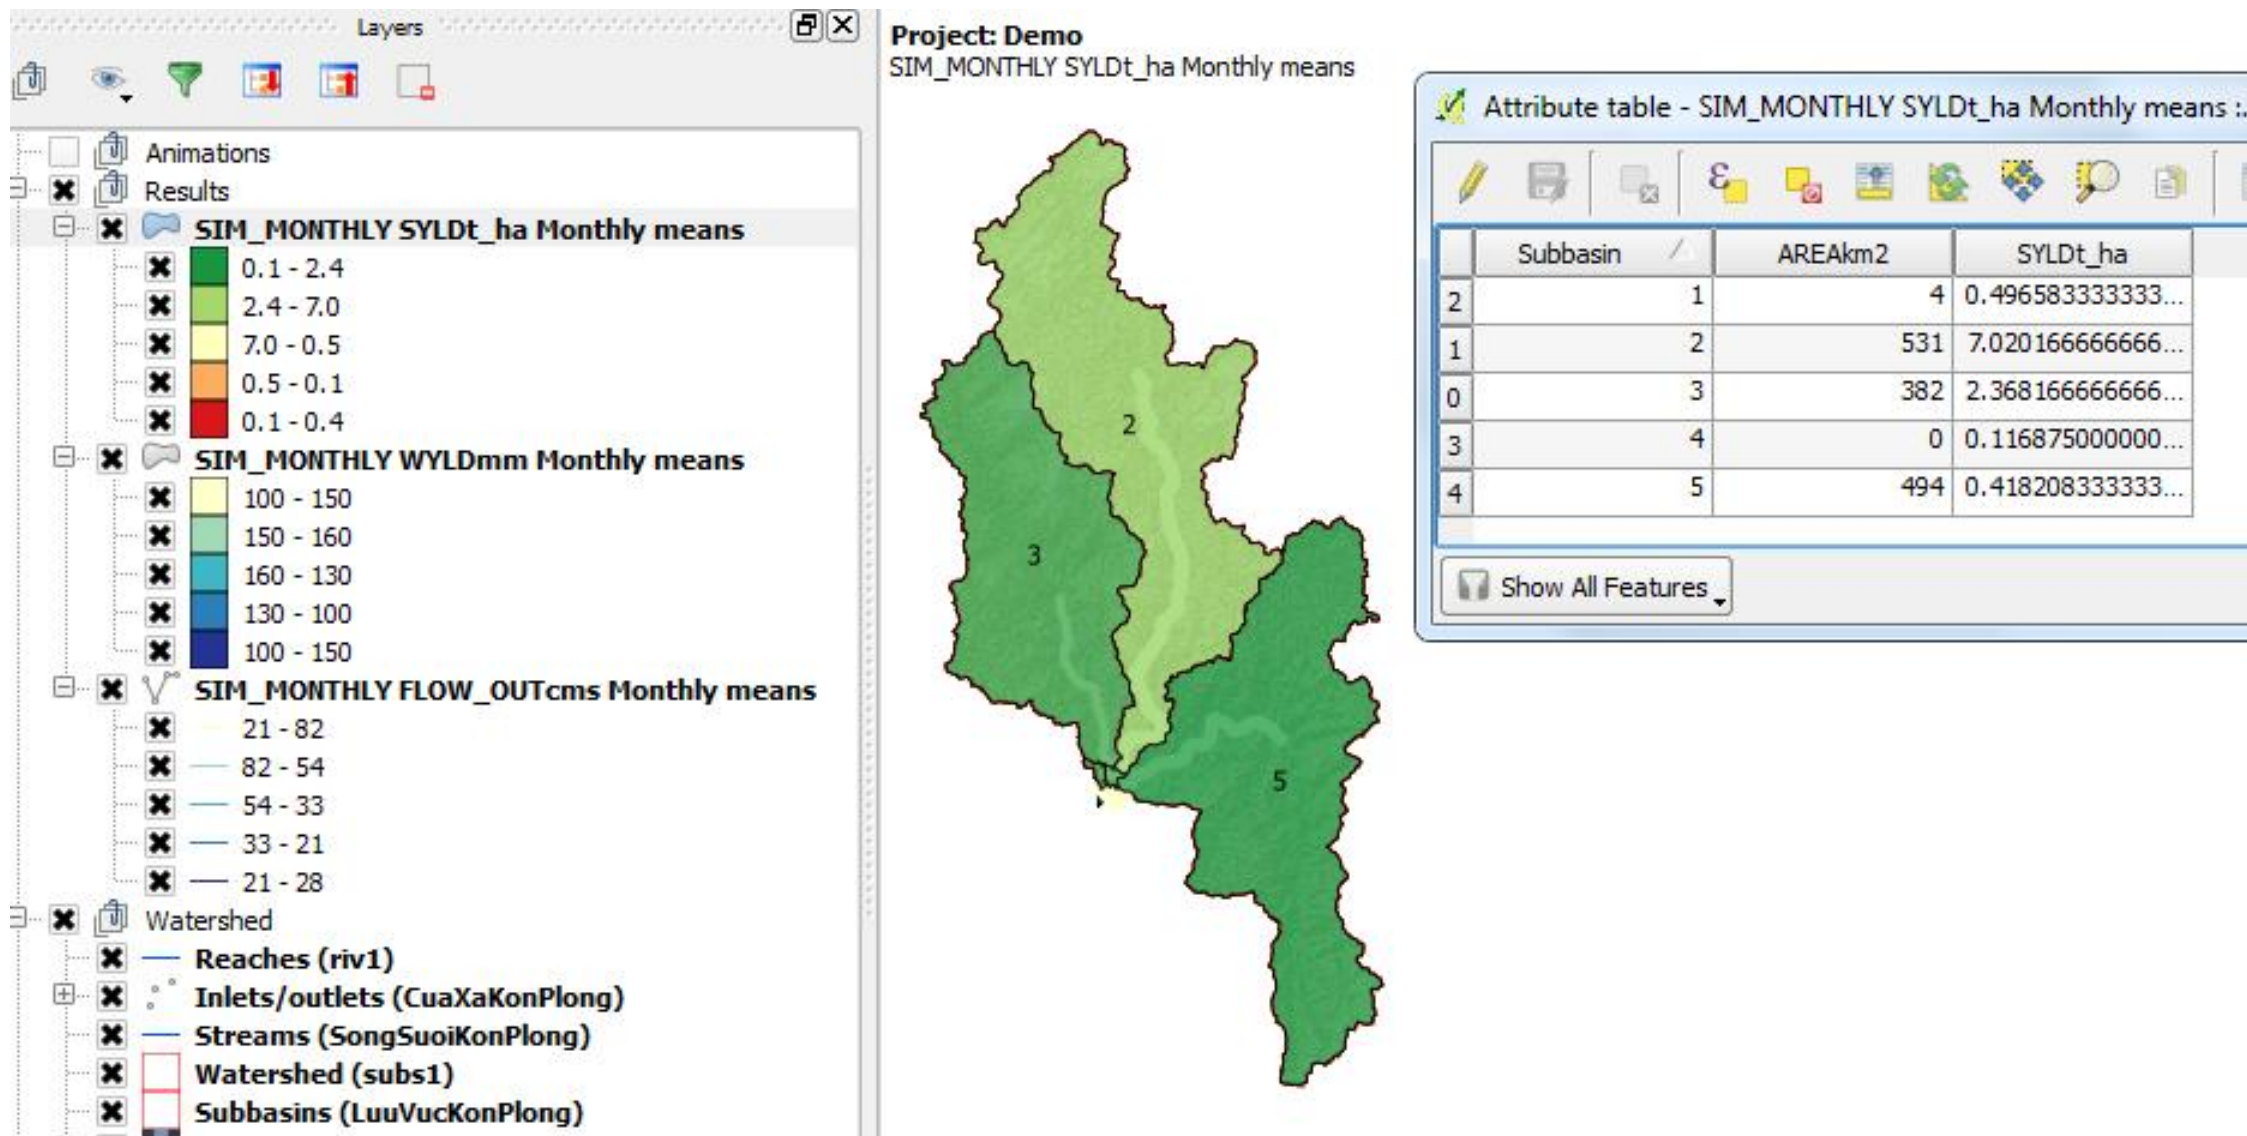 Layers
Animations
Results
SIM_MONTHLY SYLDt_ha Monthly means
0.1 - 2.4
2.4 - 7.0
7.0 - 0.5
0.5 - 0.1
0.1 - 0.4
SIM_MONTHLY WYLDmm Monthly means
100 - 150
150 - 160
160 - 130
130 - 100
100 - 150
SIM_MONTHLY FLOW_OUTcms Monthly means
21 - 82
82 - 54
54 - 33
33 - 21
21 - 28
Watershed
Reaches (riv1)
Inlets/outlets (CuaXaKonPlong)
Streams (SongSuoiKonPlong)
Watershed (subs1)
Subbasins (LuuVucKonPlong)
Project: Demo
SIM_MONTHLY SYLDt_ha Monthly means
2
3
1
5
Attribute table - SIM_MONTHLY SYLDt_ha Monthly means :.
Subbasin AREAkm2 SYLDt_ha
2 1 4 0.496583333333...
1 2 531 7.020166666666...
0 3 382 2.368166666666...
3 4 0 0.116875000000...
4 5 494 0.418208333333...
Show All Features